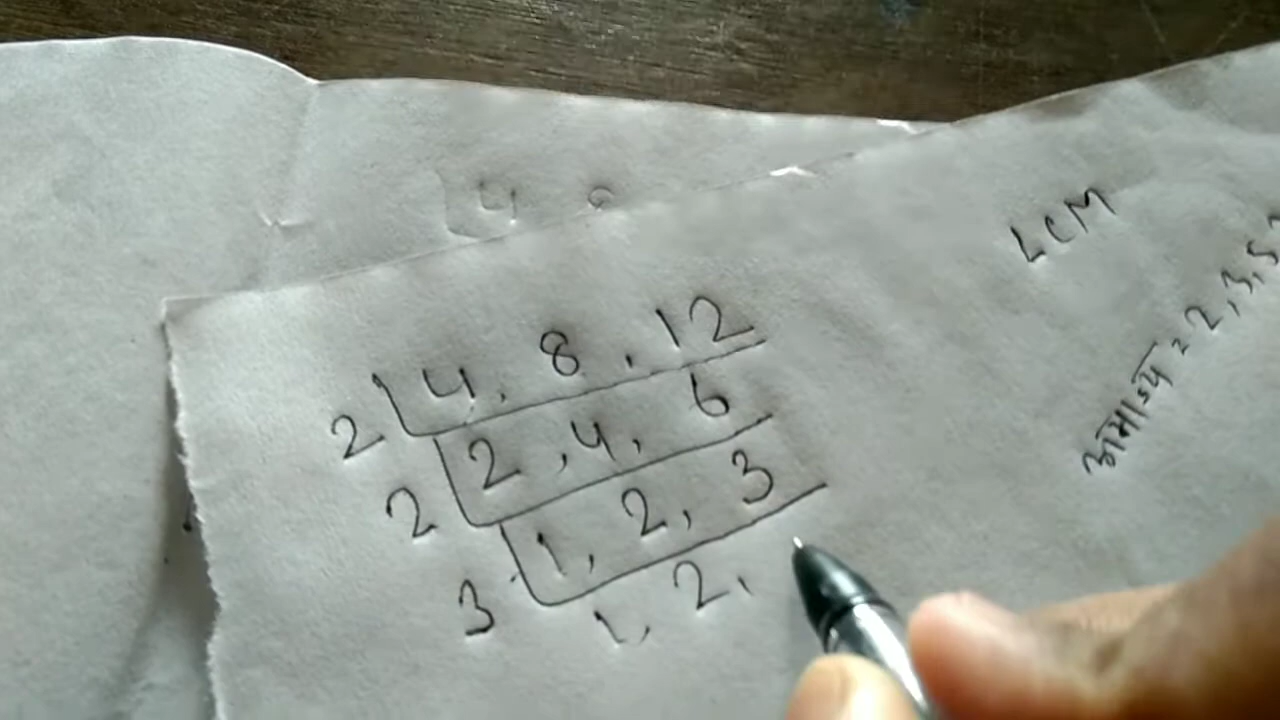 4
LCM
अभाज्य = 2, 3, 5
2 4, 8, 12
2 2, 4, 6
3 1, 2, 3
1, 2,